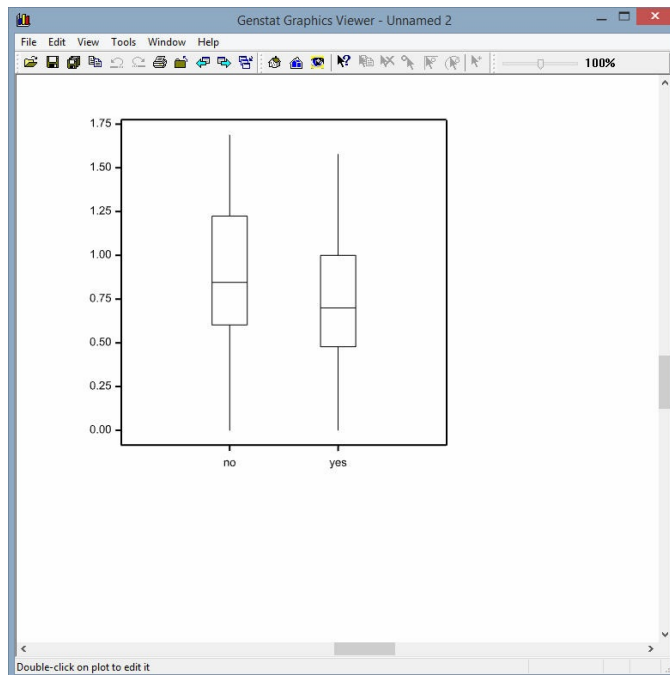 Genstat Graphics Viewer - Unnamed 2
File Edit View Tools Window Help
100%
1.75
1.50
1.25
1.00
0.75
0.50
0.25
0.00
no yes
Double-click on plot to edit it